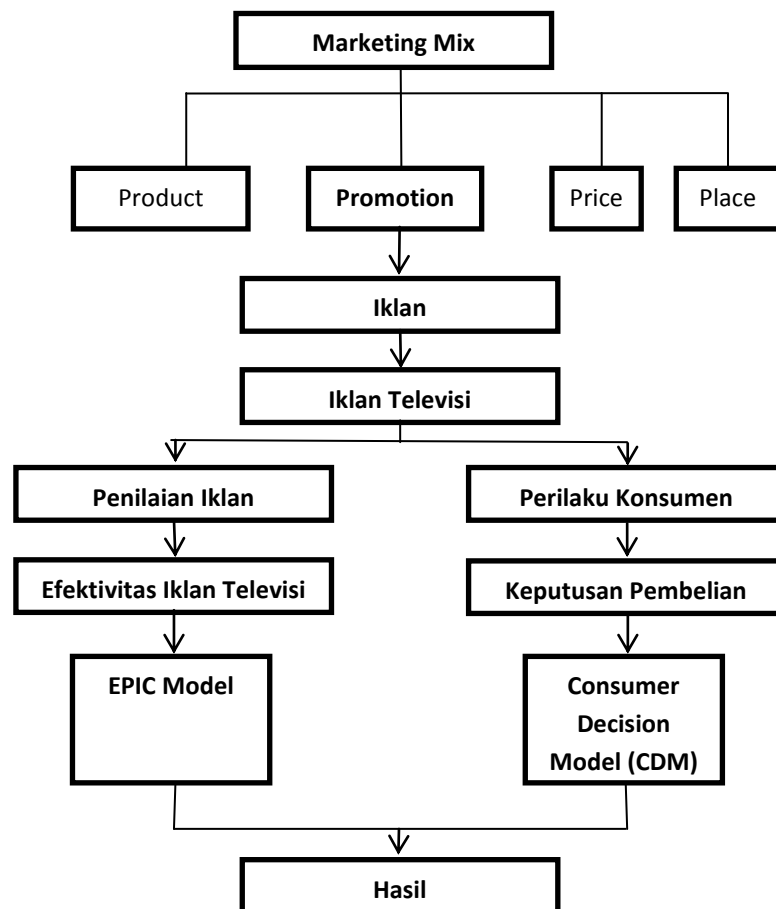 Marketing Mix
Product
Promotion
Price
Place
Iklan
Iklan Televisi
Penilaian Iklan
Perilaku Konsumen
Efektivitas Iklan Televisi
Keputusan Pembelian
EPIC Model
Consumer
Decision
Model (CDM)
Hasil